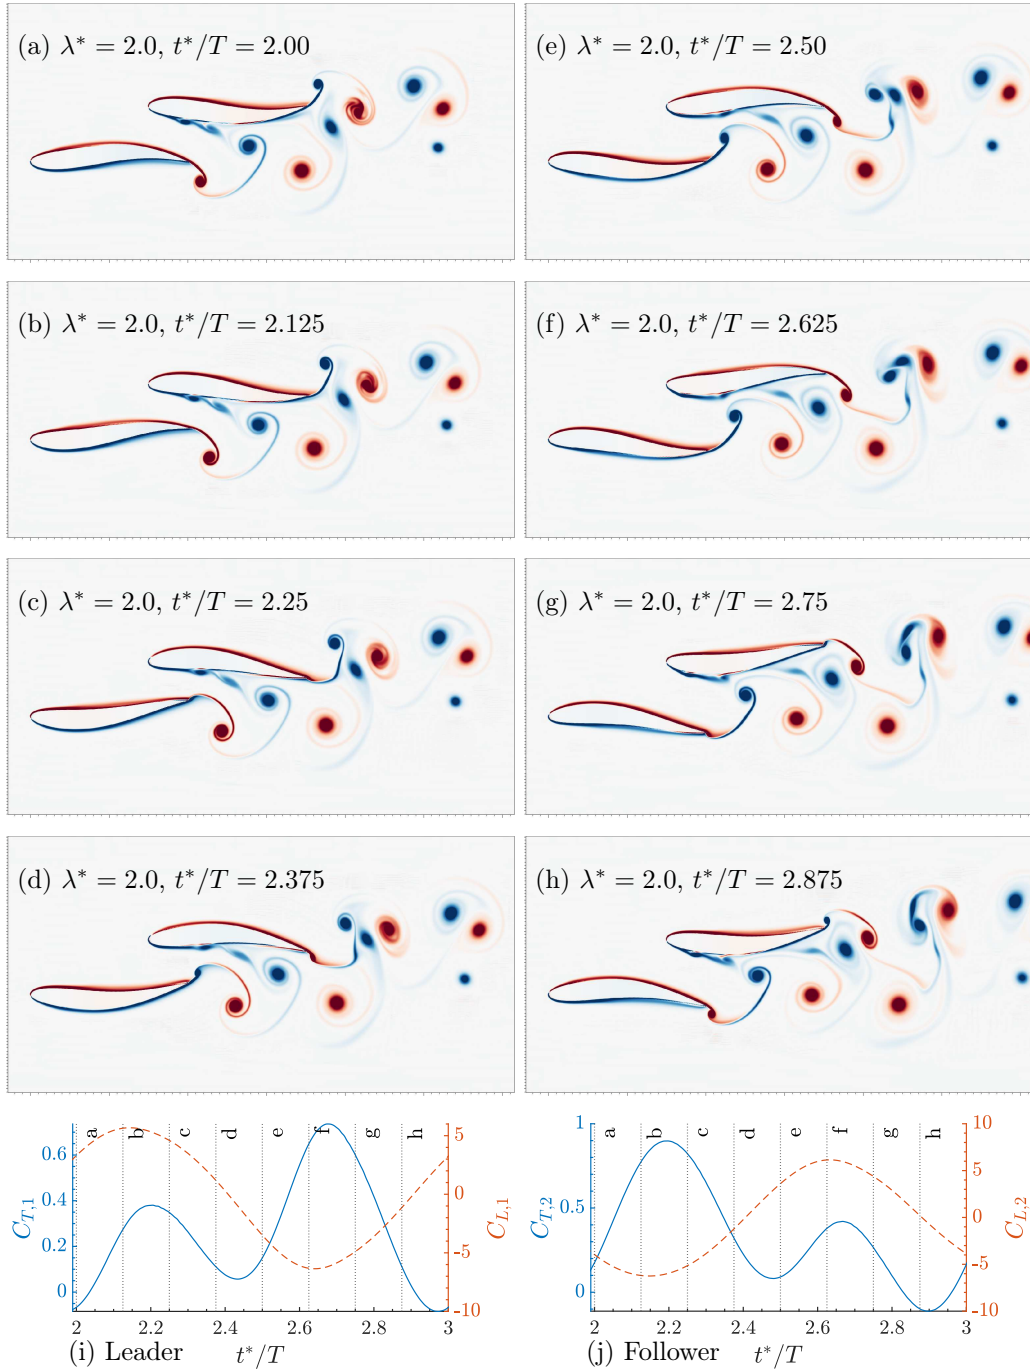 (a) λ* = 2.0, t*/T = 2.00
(e) λ* = 2.0, t*/T = 2.50
(b) λ* = 2.0, t*/T = 2.125
(f) λ* = 2.0, t*/T = 2.625
(c) λ* = 2.0, t*/T = 2.25
(g) λ* = 2.0, t*/T = 2.75
(d) λ* = 2.0, t*/T = 2.375
(h) λ* = 2.0, t*/T = 2.875
a b c d e f g h
0.6
0.4
0.2
0
C_{T,1}
5
0
-5
-10
C_{L,1}
2 2.2 2.4 2.6 2.8 3
(i) Leader t*/T
a b c d e f g h
1
0.5
0
C_{T,2}
10
5
0
-5
-10
C_{L,2}
2 2.2 2.4 2.6 2.8 3
(j) Follower t*/T